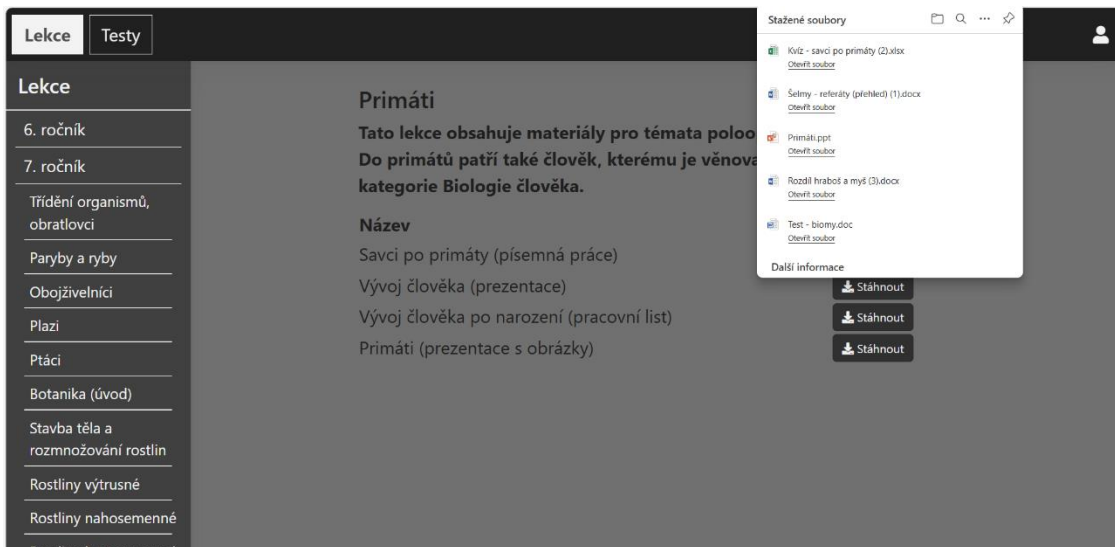 Lekce
Testy
Lekce
6. ročník
7. ročník
Třídění organismů,
obratlovci
Paryby a ryby
Obojživelníci
Plazi
Ptáci
Botanika (úvod)
Stavba těla a
rozmnožování rostlin
Rostliny výtrusné
Rostliny nahosemenné
Primáti
Tato lekce obsahuje materiály pro témata poloo
Do primátů patří také člověk, kterému je věnova
kategorie Biologie člověka.
Název
Savci po primáty (písemná práce)
Vývoj člověka (prezentace)
Stáhnout
Vývoj člověka po narození (pracovní list)
Stáhnout
Primáti (prezentace s obrázky)
Stáhnout
Stažené soubory
Kvíz - savci po primáty (2).xlsx
Otevřít soubor
Šelmy - referáty (přehled) (1).docx
Otevřít soubor
Primáti.ppt
Otevřít soubor
Rozdíl hraboš a myš (3).docx
Otevřít soubor
Test - biomy.doc
Otevřít soubor
Další informace